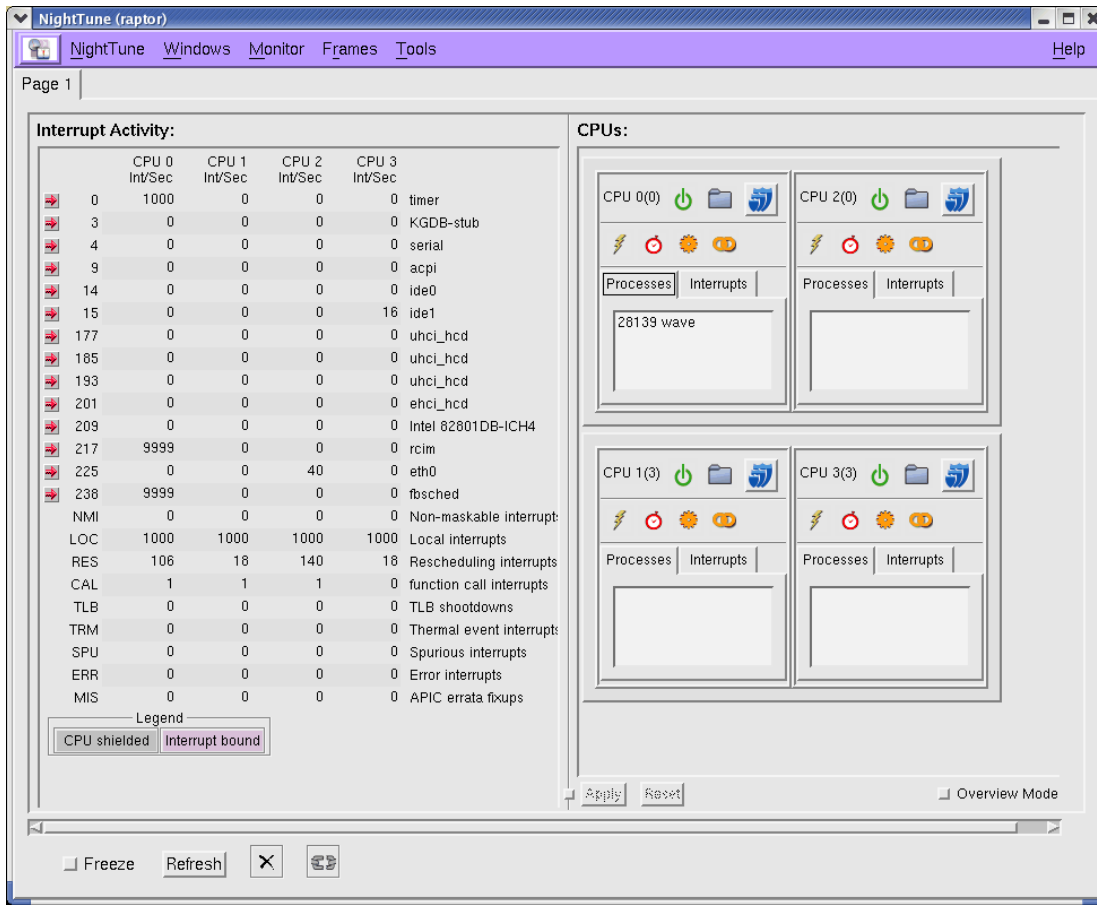 NightTune (raptor)
NightTune Windows Monitor Frames Tools Help
Page 1
Interrupt Activity:
CPU 0 CPU 1 CPU 2 CPU 3
Int/Sec Int/Sec Int/Sec Int/Sec
0 1000 0 0 0 timer
3 0 0 0 0 KGDB-stub
4 0 0 0 0 serial
9 0 0 0 0 acpi
14 0 0 0 0 ide0
15 0 0 0 16 ide1
177 0 0 0 0 uhci_hcd
185 0 0 0 0 uhci_hcd
193 0 0 0 0 uhci_hcd
201 0 0 0 0 ehci_hcd
209 0 0 0 0 Intel 82801DB-ICH4
217 9999 0 0 0 rcim
225 0 0 40 0 eth0
238 9999 0 0 0 fbsched
NMI 0 0 0 0 Non-maskable interrupt
LOC 1000 1000 1000 1000 Local interrupts
RES 106 18 140 18 Rescheduling interrupts
CAL 1 1 1 0 function call interrupts
TLB 0 0 0 0 TLB shootdowns
TRM 0 0 0 0 Thermal event interrupts
SPU 0 0 0 0 Spurious interrupts
ERR 0 0 0 0 Error interrupts
MIS 0 0 0 0 APIC errata fixups
Legend
CPU shielded Interrupt bound
CPUs:
CPU 0(0) CPU 2(0)
Processes Interrupts Processes Interrupts
28139 wave
CPU 1(3) CPU 3(3)
Processes Interrupts Processes Interrupts
Apply Reset Overview Mode
Freeze Refresh